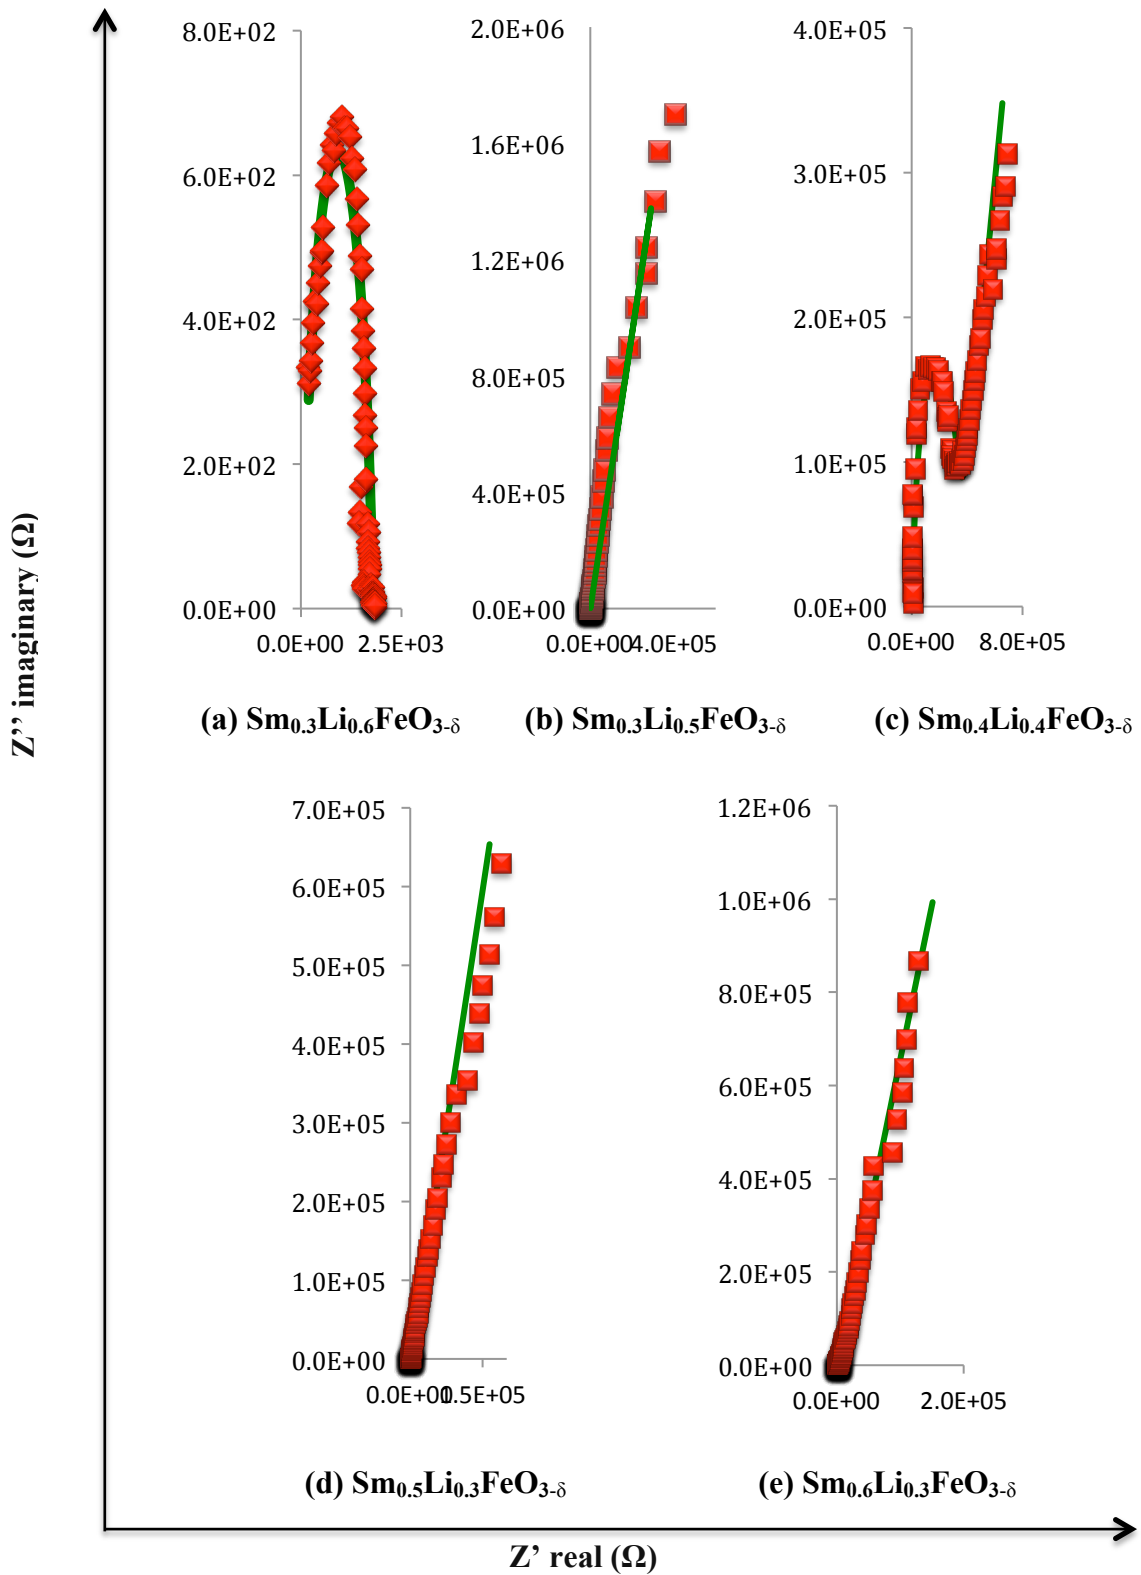 8.0E+02
6.0E+02
4.0E+02
2.0E+02
0.0E+00
0.0E+00 2.5E+03
(a) Sm0.3Li0.6FeO3-δ
2.0E+06
1.6E+06
1.2E+06
8.0E+05
4.0E+05
0.0E+00
0.0E+00 4.0E+05
(b) Sm0.3Li0.5FeO3-δ
4.0E+05
3.0E+05
2.0E+05
1.0E+05
0.0E+00
0.0E+00 8.0E+05
(c) Sm0.4Li0.4FeO3-δ
Z’’ imaginary (Ω)
7.0E+05
6.0E+05
5.0E+05
4.0E+05
3.0E+05
2.0E+05
1.0E+05
0.0E+00
0.0E+00 1.5E+05
(d) Sm0.5Li0.3FeO3-δ
1.2E+06
1.0E+06
8.0E+05
6.0E+05
4.0E+05
2.0E+05
0.0E+00
0.0E+00 2.0E+05
(e) Sm0.6Li0.3FeO3-δ
Z’ real (Ω)